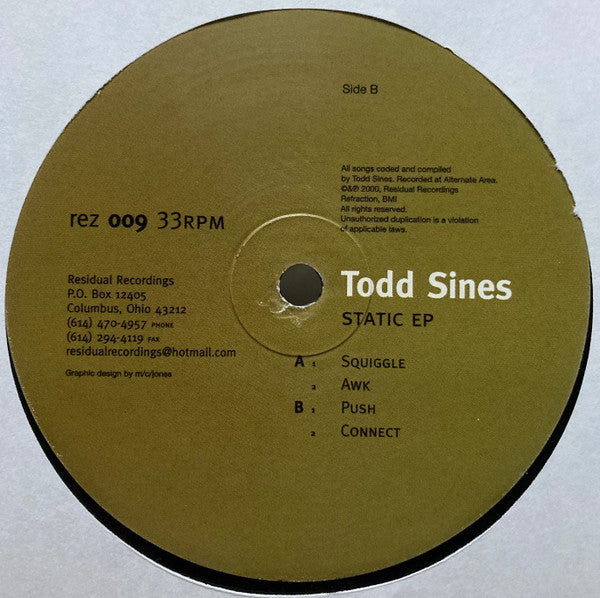 Side B
All songs coded and compiled
by Todd Sines. Recorded at Alternate Area.
©&℗ 2000, Residual Recordings
Refraction, BMI
All rights reserved.
Unauthorized duplication is a violation
of applicable laws.
rez 009 33RPM
Residual Recordings
P.O. Box 12405
Columbus, Ohio 43212
(614) 470-4957 PHONE
(614) 294-4119 FAX
residualrecordings@hotmail.com
Graphic design by m/c/jones
Todd Sines
STATIC EP
A 1 SQUIGGLE
2 AWK
B 1 PUSH
2 CONNECT